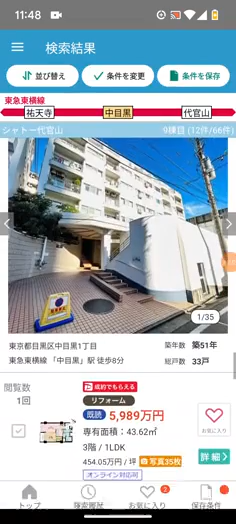 11:48
検索結果
並び替え
条件を変更
条件を保存
東急東横線
祐天寺
中目黒
代官山
シャトー代官山
9棟目 (12件/66件)
1/35
東京都目黒区中目黒1丁目
築年数 築51年
東急東横線 「中目黒」駅 徒歩8分
総戸数 33戸
閲覧数
1回
成約でもらえる
リフォーム
既読 5,989万円
専有面積：43.62㎡
3階 / 1LDK
454.05万円 / 坪
写真35枚
オンライン対応可
お気に入り
詳細
トップ
検索履歴
お気に入り
2
保存条件